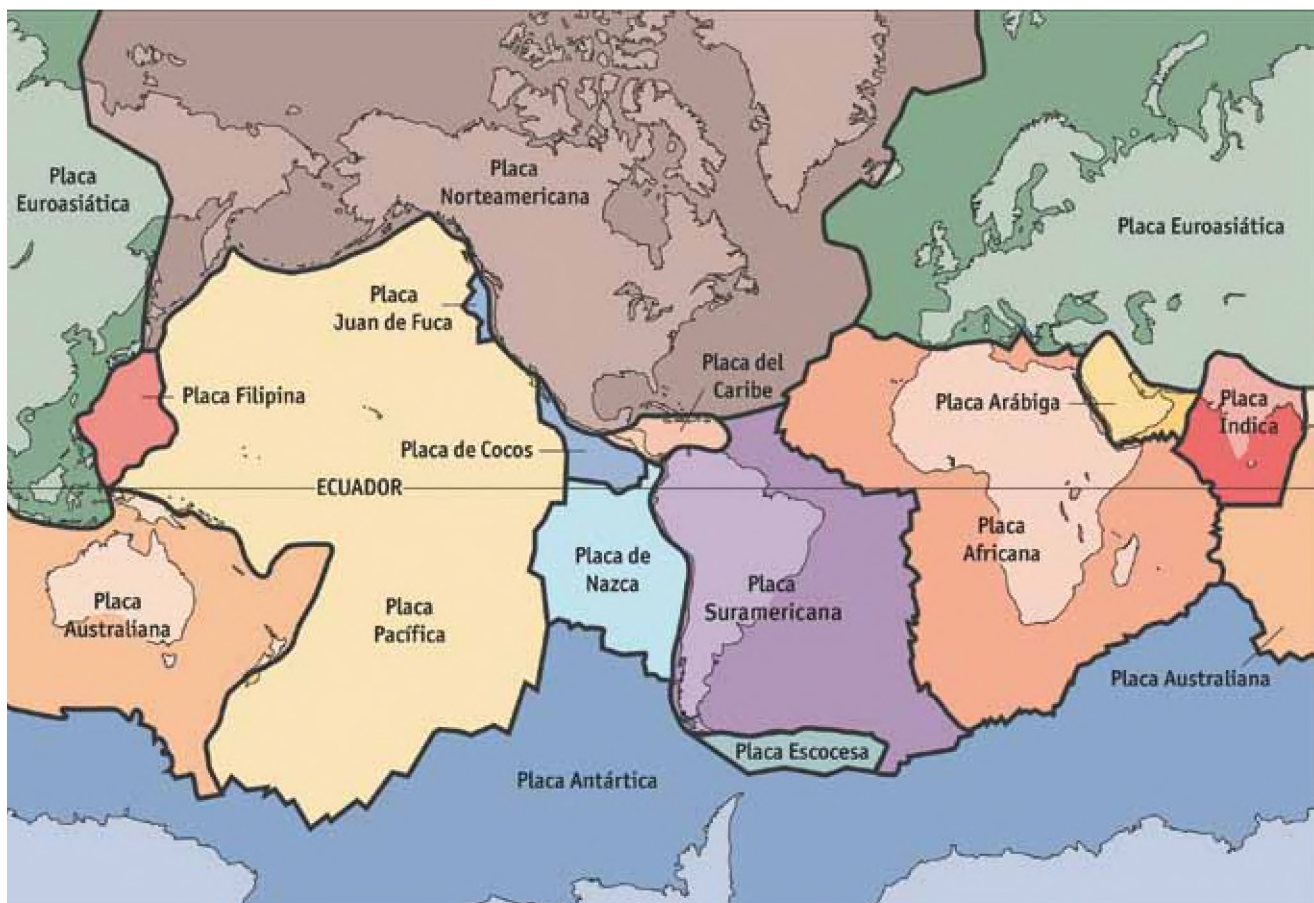 Placa
Euroasiática
Placa
Norteamericana
Placa Euroasiática
Placa
Juan de Fuca
Placa del
Caribe
Placa Filipina
Placa Arábiga
Placa
Índica
Placa de Cocos
ECUADOR
Placa
Africana
Placa de
Nazca
Placa
Suramericana
Placa
Australiana
Placa
Pacífica
Placa Australiana
Placa Escocesa
Placa Antártica